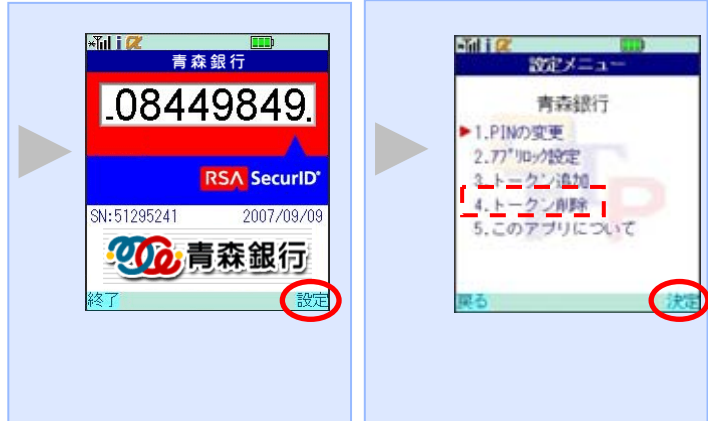 青森銀行
.08449849.
RSA SecurID®
SN:51295241 2007/09/09
青森銀行
終了 設定
設定メニュー
青森銀行
1.PINの変更
2.ｱﾌﾟﾘﾛｯｸ設定
3.トークン追加
4.トークン削除
5.このアプリについて
戻る 決定